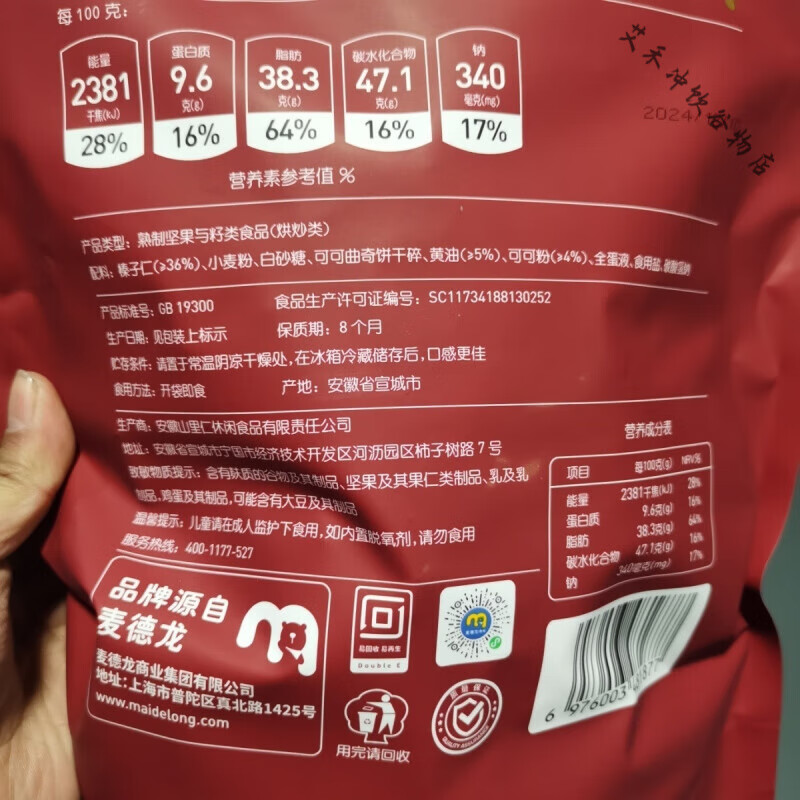 每100克:
能量 蛋白质 脂肪 碳水化合物 钠
2381 9.6 38.3 47.1 340
千焦(kJ) 克(g) 克(g) 克(g) 毫克(mg)
28% 16% 64% 16% 17%
营养素参考值 %
艾禾冲饮谷物店
2024
产品类型: 熟制坚果与籽类食品(烘炒类)
配料: 榛子仁(≥36%)、小麦粉、白砂糖、可可曲奇饼干碎、黄油(≥5%)、可可粉(≥4%)、全蛋液、食用盐、
产品标准号: GB 19300 食品生产许可证编号: SC11734188130252
生产日期: 见包装上标示 保质期: 8个月
贮存条件: 请置于常温阴凉干燥处,在冰箱冷藏储存后,口感更佳
食用方法: 开袋即食 产地: 安徽省宣城市
生产商: 安徽山里仁休闲食品有限责任公司
地址: 安徽省宣城市宁国市经济技术开发区河沥园区柿子树路7号
致敏物质提示: 含有麸质的谷物及其制品、坚果及其果仁类制品、乳及乳
制品,鸡蛋及其制品,可能含有大豆及其制品
温馨提示: 儿童请在成人监护下食用,如内置脱氧剂,请勿食用
服务热线: 400-1177-527
营养成分表
项目 每100克(g) NRV%
能量 2381千焦(kJ) 28%
蛋白质 9.6克(g) 16%
脂肪 38.3克(g) 64%
碳水化合物 47.1克(g) 16%
钠 340毫克(mg) 17%
品牌源自
麦德龙
麦德龙商业集团有限公司
地址:上海市普陀区真北路1425号
www.maidelong.com
易回收 易再生
Double E
用完请回收
质量保证
QUALITY ASSURANCE
6 976003